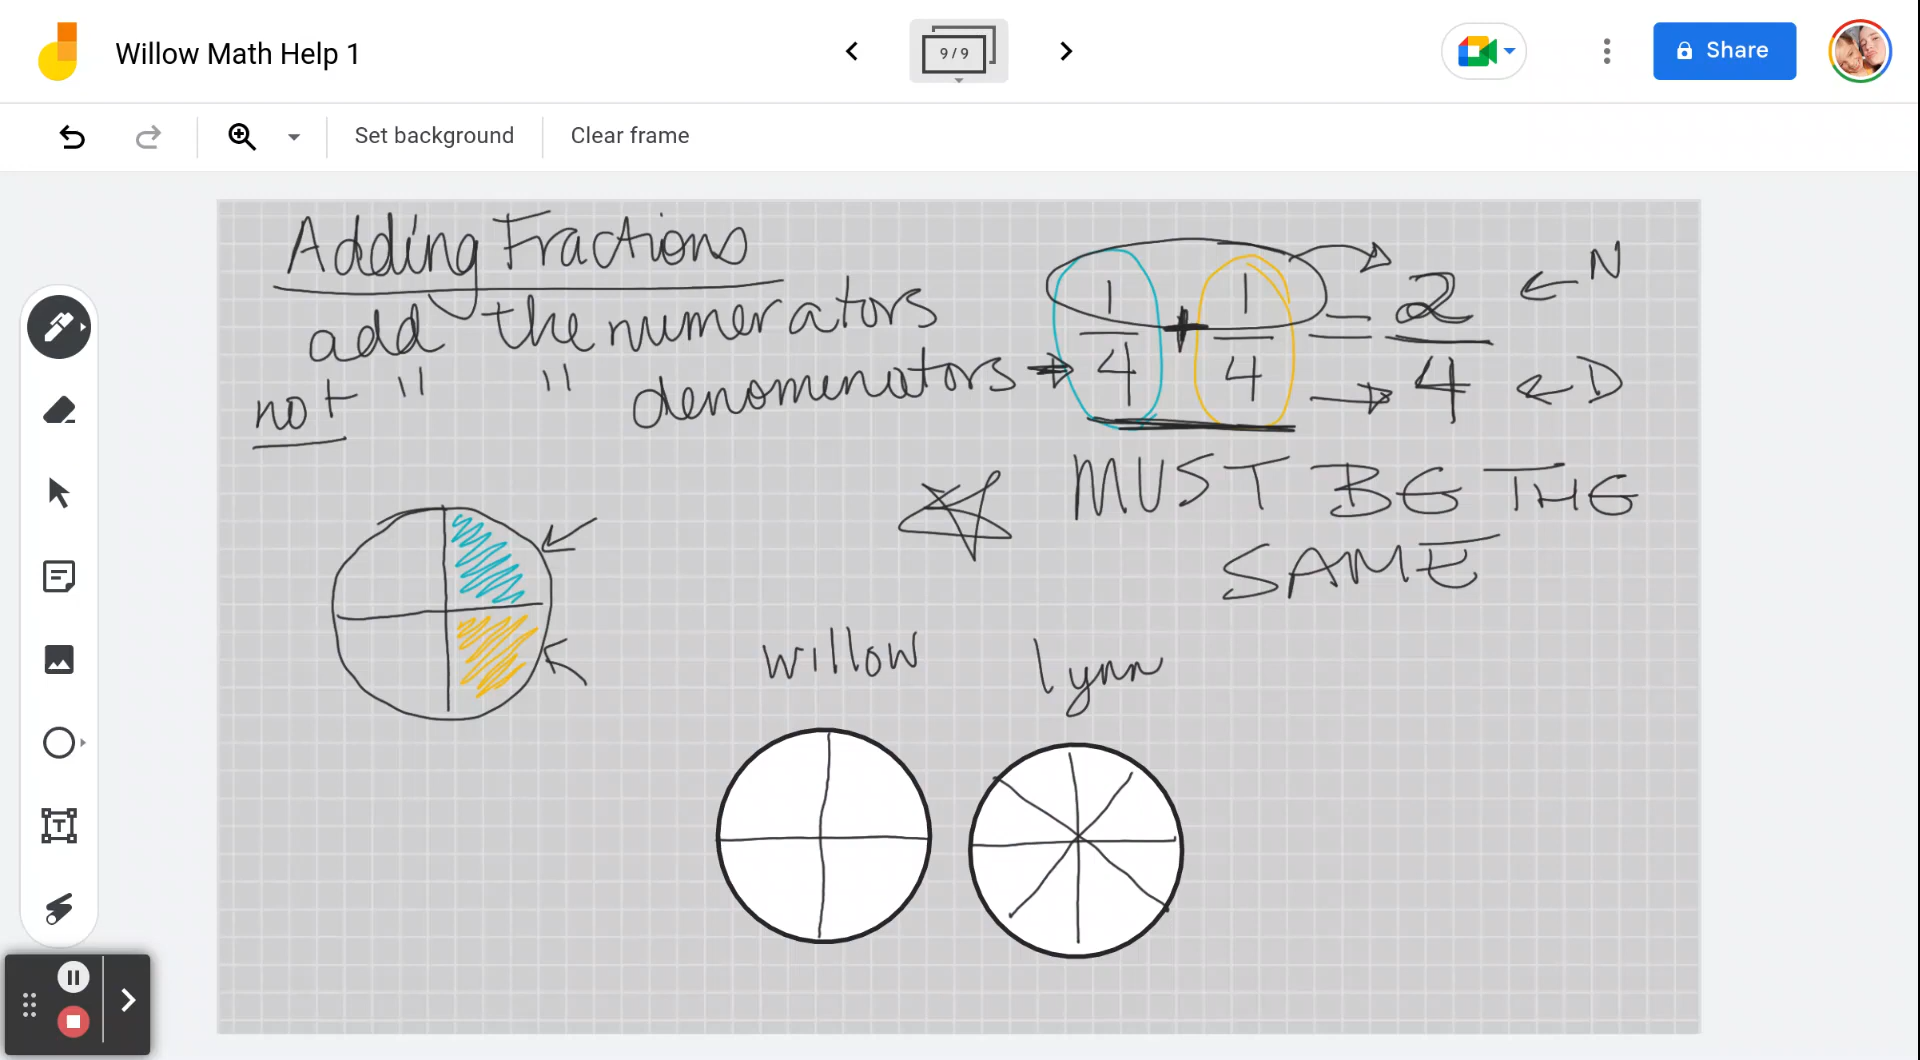 Willow Math Help 1
9/9
Share
Set background
Clear frame
Adding Fractions
add the numerators
not " " denomenators →
1/4 + 1/4 = 2/4
← N
→
← D
MUST BE THE
SAME
willow
lynn
T